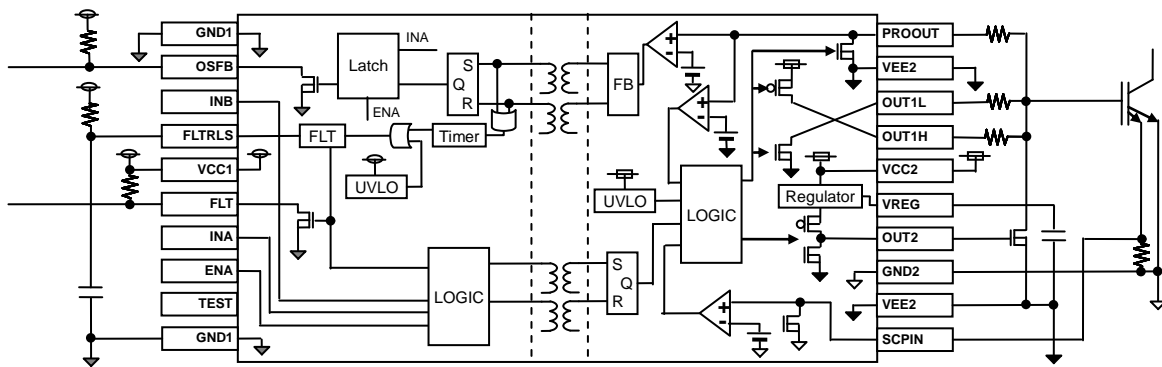 GND1
OSFB
INB
FLTRLS
VCC1
FLT
INA
ENA
TEST
GND1
Latch
INA
ENA
S
Q
R
FLT
Timer
UVLO
LOGIC
FB
+
-
+
-
UVLO
LOGIC
S
Q
R
Regulator
+
-
PROOUT
VEE2
OUT1L
OUT1H
VCC2
VREG
OUT2
GND2
VEE2
SCPIN